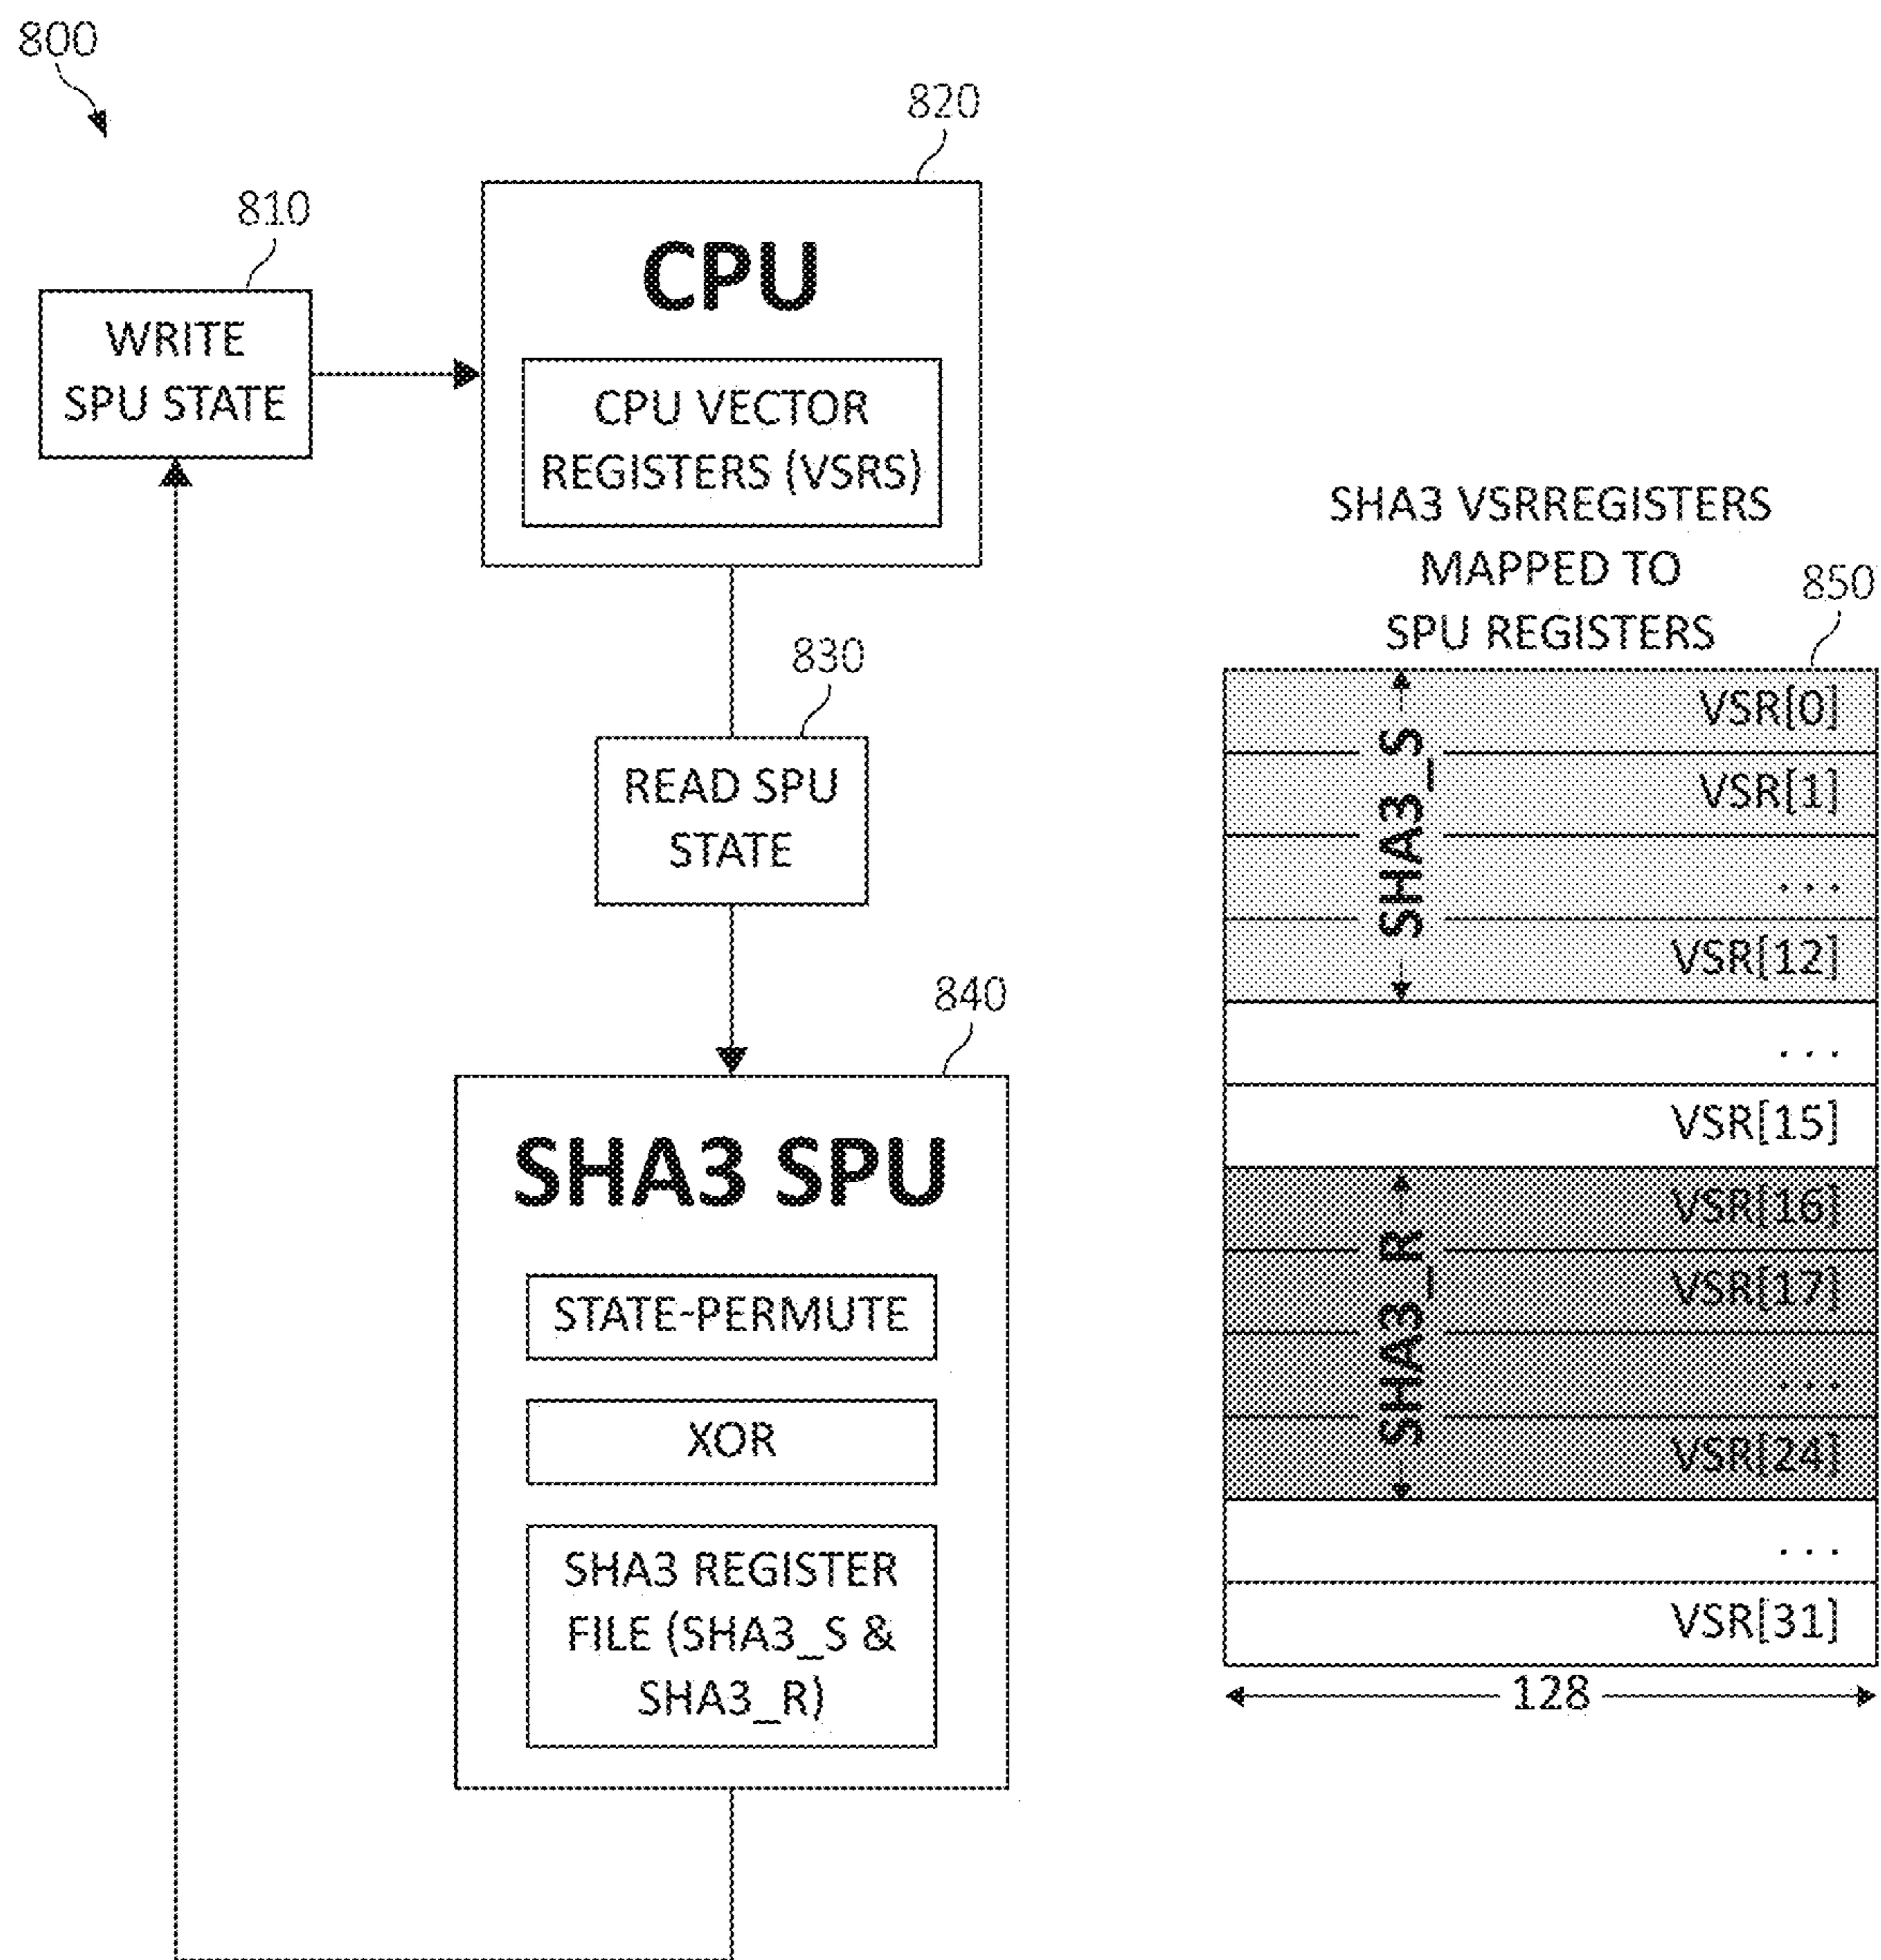 800
820
810
CPU
WRITE
SPU STATE
CPU VECTOR
REGISTERS (VSRS)
830
READ SPU
STATE
840
SHA3 SPU
STATE-PERMUTE
XOR
SHA3 REGISTER
FILE (SHA3_S &
SHA3_R)
SHA3 VSRREGISTERS
MAPPED TO
850
SPU REGISTERS
SHA3_S
VSR[0]
VSR[1]
. . .
VSR[12]
. . .
VSR[15]
SHA3_R
VSR[16]
VSR[17]
. . .
VSR[24]
. . .
VSR[31]
128